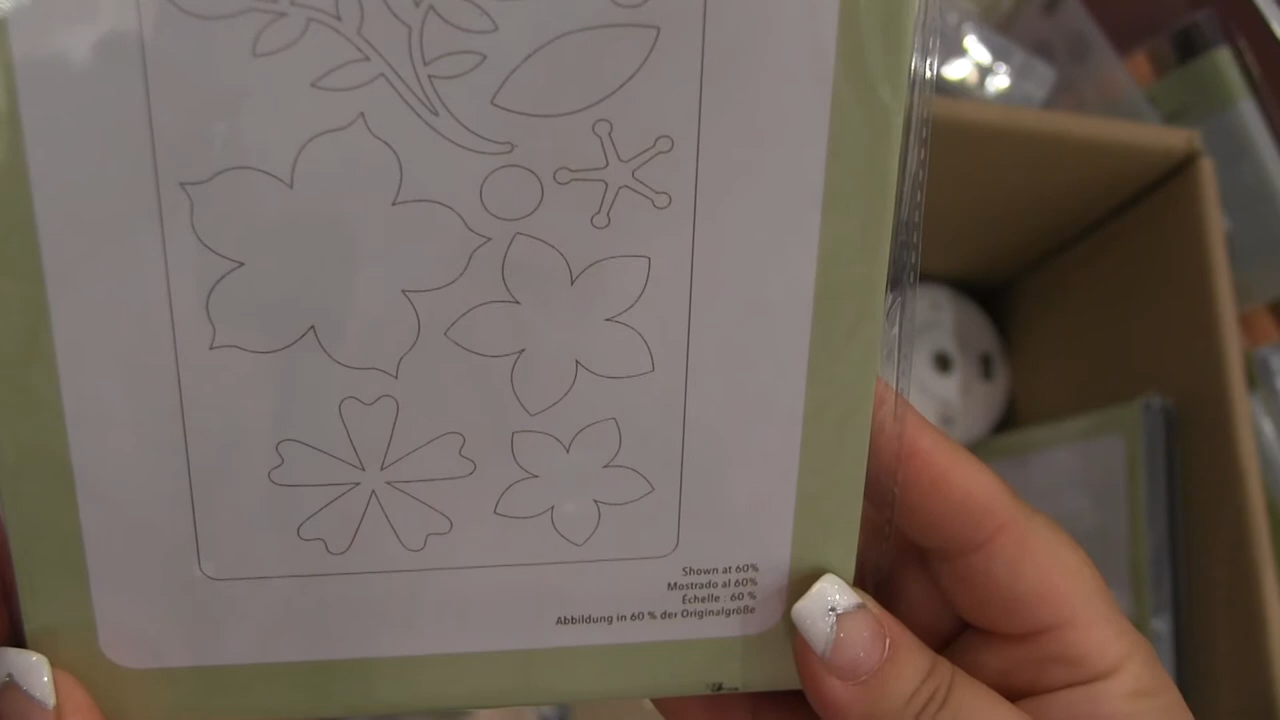 Shown at 60%
Mostrado al 60%
Échelle : 60 %
Abbildung in 60 % der Originalgröße